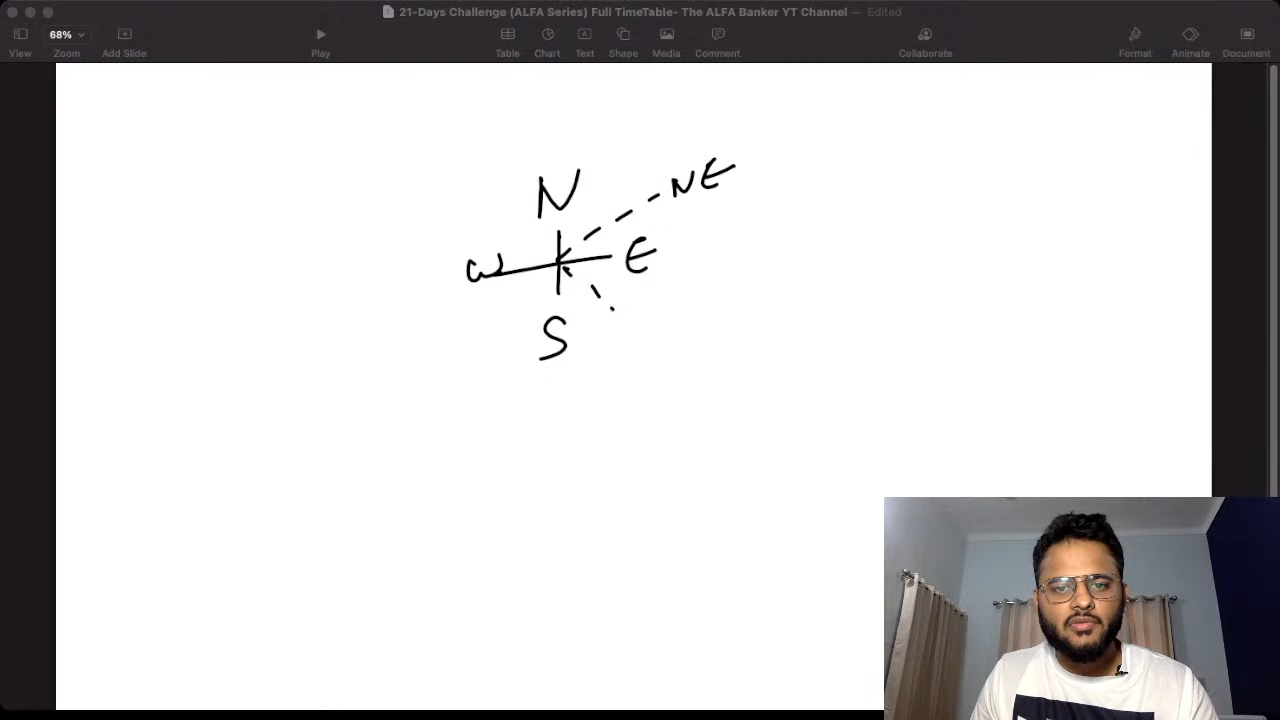 21-Days Challenge (ALFA Series) Full TimeTable- The ALFA Banker YT Channel — Edited
68%
View Zoom Add Slide Play Table Chart Text Shape Media Comment Collaborate Format Animate Document
NE
N
W E
S